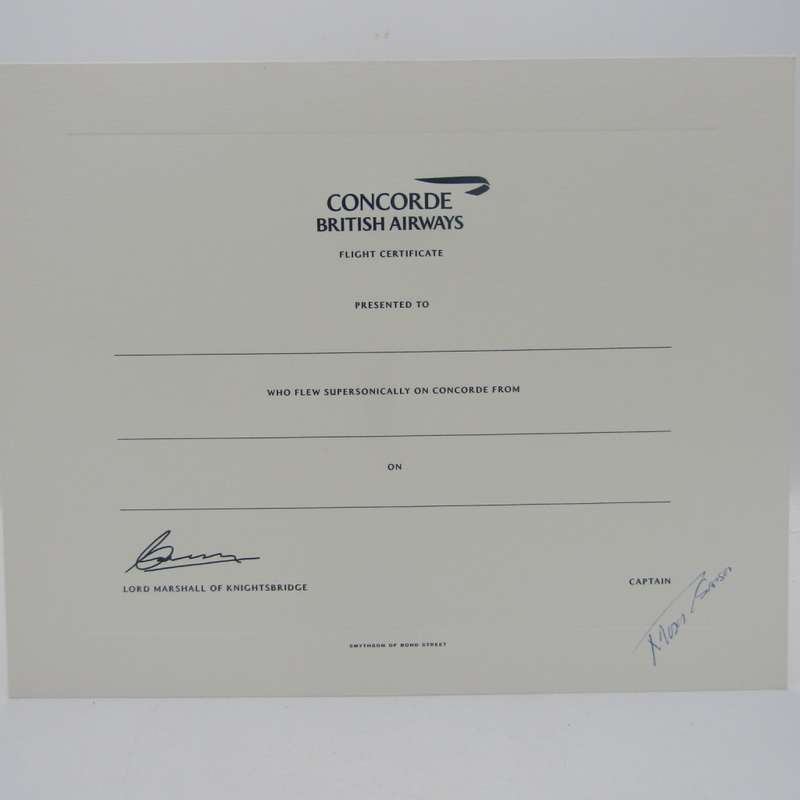 CONCORDE
BRITISH AIRWAYS
FLIGHT CERTIFICATE
PRESENTED TO
WHO FLEW SUPERSONICALLY ON CONCORDE FROM
ON
LORD MARSHALL OF KNIGHTSBRIDGE
CAPTAIN
SMYTHSON OF BOND STREET